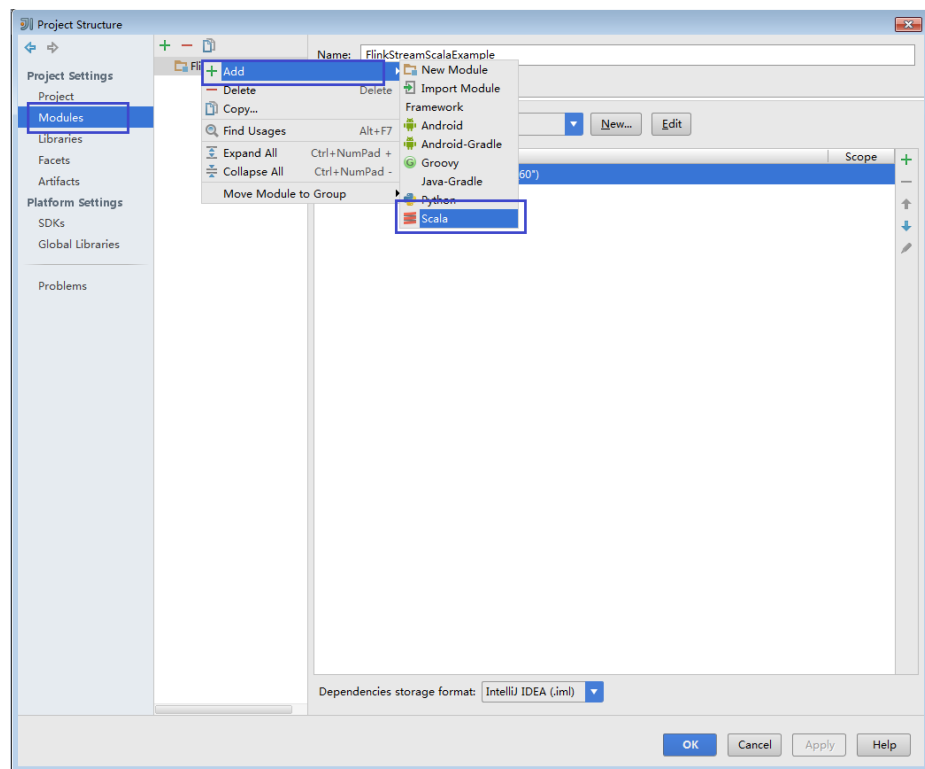 Project Structure
Name: FlinkStreamScalaExample
Project Settings
Project
Modules
Libraries
Facets
Artifacts
Platform Settings
SDKs
Global Libraries
Problems
Fli
Add
Delete Delete
Copy...
Find Usages Alt+F7
Expand All Ctrl+NumPad +
Collapse All Ctrl+NumPad -
Move Module to Group
New Module
Import Module
Framework
Android
Android-Gradle
Groovy
Java-Gradle
Python
Scala
New... Edit
Scope
60")
Dependencies storage format: IntelliJ IDEA (.iml)
OK Cancel Apply Help